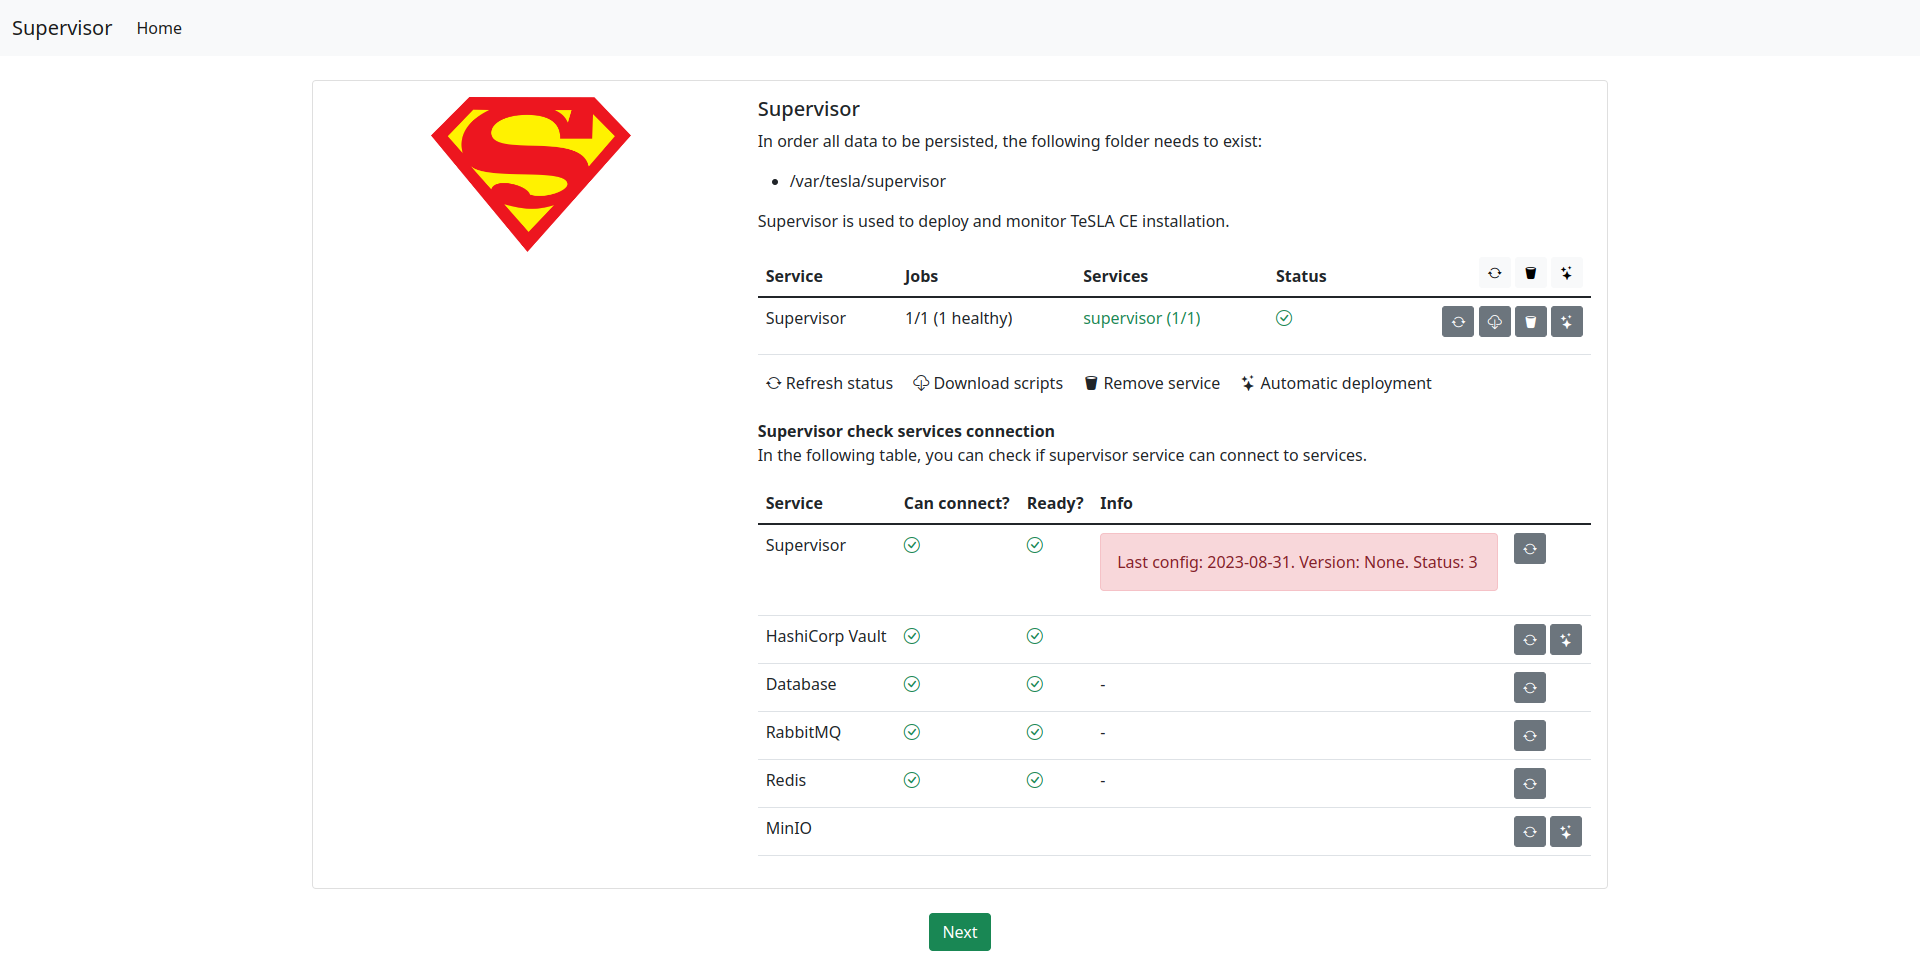 Supervisor Home
Supervisor
In order all data to be persisted, the following folder needs to exist:
/var/tesla/supervisor
Supervisor is used to deploy and monitor TeSLA CE installation.
Service Jobs Services Status
Supervisor 1/1 (1 healthy) supervisor (1/1)
Refresh status Download scripts Remove service Automatic deployment
Supervisor check services connection
In the following table, you can check if supervisor service can connect to services.
Service Can connect? Ready? Info
Supervisor Last config: 2023-08-31. Version: None. Status: 3
HashiCorp Vault
Database -
RabbitMQ -
Redis -
MinIO
Next